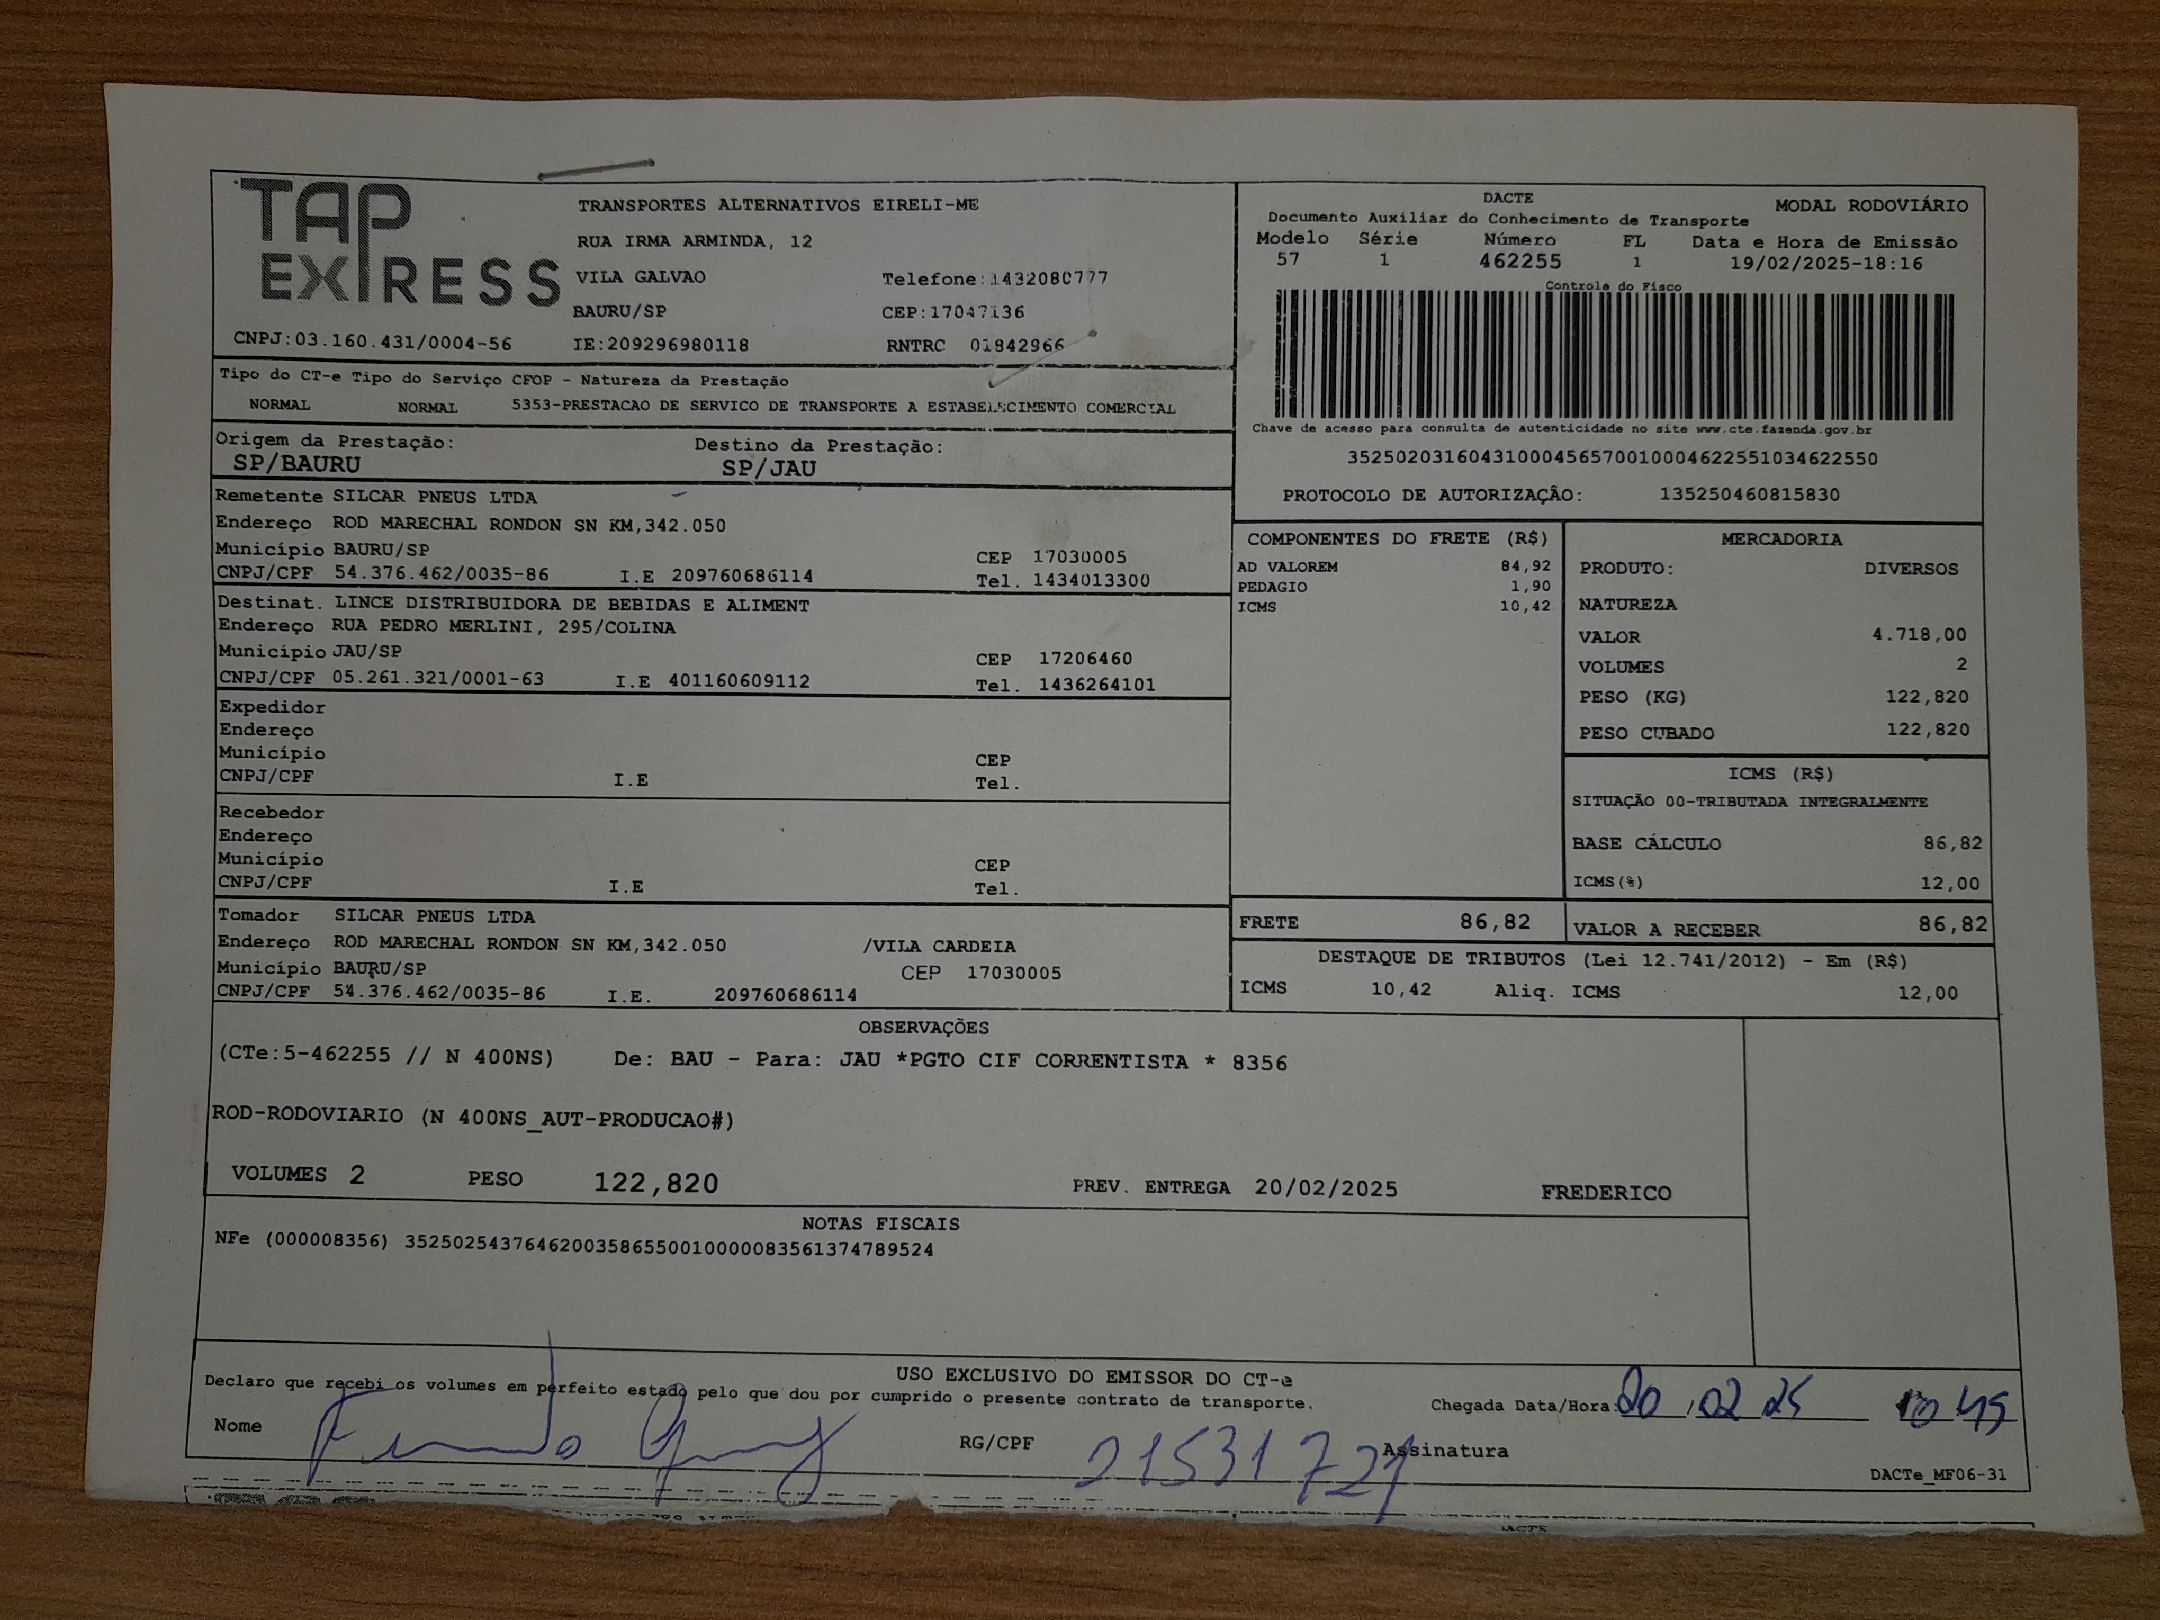 TAP
EXPRESS
TRANSPORTES ALTERNATIVOS EIRELI-ME
RUA IRMA ARMINDA, 12
VILA GALVAO Telefone:1432080777
BAURU/SP CEP:17047136
CNPJ:03.160.431/0004-56 IE:209296980118 RNTRC 01842966
DACTE MODAL RODOVIÁRIO
Documento Auxiliar do Conhecimento de Transporte
Modelo Série Número FL Data e Hora de Emissão
57 1 462255 1 19/02/2025-18:16
Controle do Fisco
Chave de acesso para consulta de autenticidade no site www.cte.fazenda.gov.br
35250203160431000456570010004622551034622550
PROTOCOLO DE AUTORIZAÇÂO: 135250460815830
Tipo do CT-e Tipo do Serviço CFOP - Natureza da Prestação
NORMAL NORMAL 5353-PRESTACAO DE SERVICO DE TRANSPORTE A ESTABELSCIMENTO COMERCIAL
Origem da Prestação: Destino da Prestação:
SP/BAURU SP/JAU
Remetente SILCAR PNEUS LTDA
Endereço ROD MARECHAL RONDON SN KM,342.050
Município BAURU/SP CEP 17030005
CNPJ/CPF 54.376.462/0035-86 I.E 209760686114 Tel. 1434013300
Destinat. LINCE DISTRIBUIDORA DE BEBIDAS E ALIMENT
Endereço RUA PEDRO MERLINI, 295/COLINA
Município JAU/SP CEP 17206460
CNPJ/CPF 05.261.321/0001-63 I.E 401160609112 Tel. 1436264101
Expedidor
Endereço
Município CEP
CNPJ/CPF I.E Tel.
Recebedor
Endereço
Município CEP
CNPJ/CPF I.E Tel.
Tomador SILCAR PNEUS LTDA
Endereço ROD MARECHAL RONDON SN KM,342.050 /VILA CARDEIA
Município BAURU/SP CEP 17030005
CNPJ/CPF 54.376.462/0035-86 I.E. 209760686114
COMPONENTES DO FRETE (R$)
AD VALOREM 84,92
PEDAGIO 1,90
ICMS 10,42
MERCADORIA
PRODUTO: DIVERSOS
NATUREZA
VALOR 4.718,00
VOLUMES 2
PESO (KG) 122,820
PESO CUBADO 122,820
ICMS (R$)
SITUAÇÃO 00-TRIBUTADA INTEGRALMENTE
BASE CÁLCULO 86,82
ICMS(%) 12,00
FRETE 86,82 VALOR A RECEBER 86,82
DESTAQUE DE TRIBUTOS (Lei 12.741/2012) - Em (R$)
ICMS 10,42 Aliq. ICMS 12,00
OBSERVAÇÕES
(CTe:5-462255 // N 400NS) De: BAU - Para: JAU *PGTO CIF CORRENTISTA * 8356
ROD-RODOVIARIO (N 400NS_AUT-PRODUCAO#)
VOLUMES 2 PESO 122,820 PREV. ENTREGA 20/02/2025 FREDERICO
NOTAS FISCAIS
NFe (000008356) 35250254376462003586550010000083561374789524
USO EXCLUSIVO DO EMISSOR DO CT-e
Declaro que recebi os volumes em perfeito estado pelo que dou por cumprido o presente contrato de transporte. Chegada Data/Hora: 20.02 25 10 45
Nome RG/CPF 21531727 Assinatura
DACTe_MF06-31